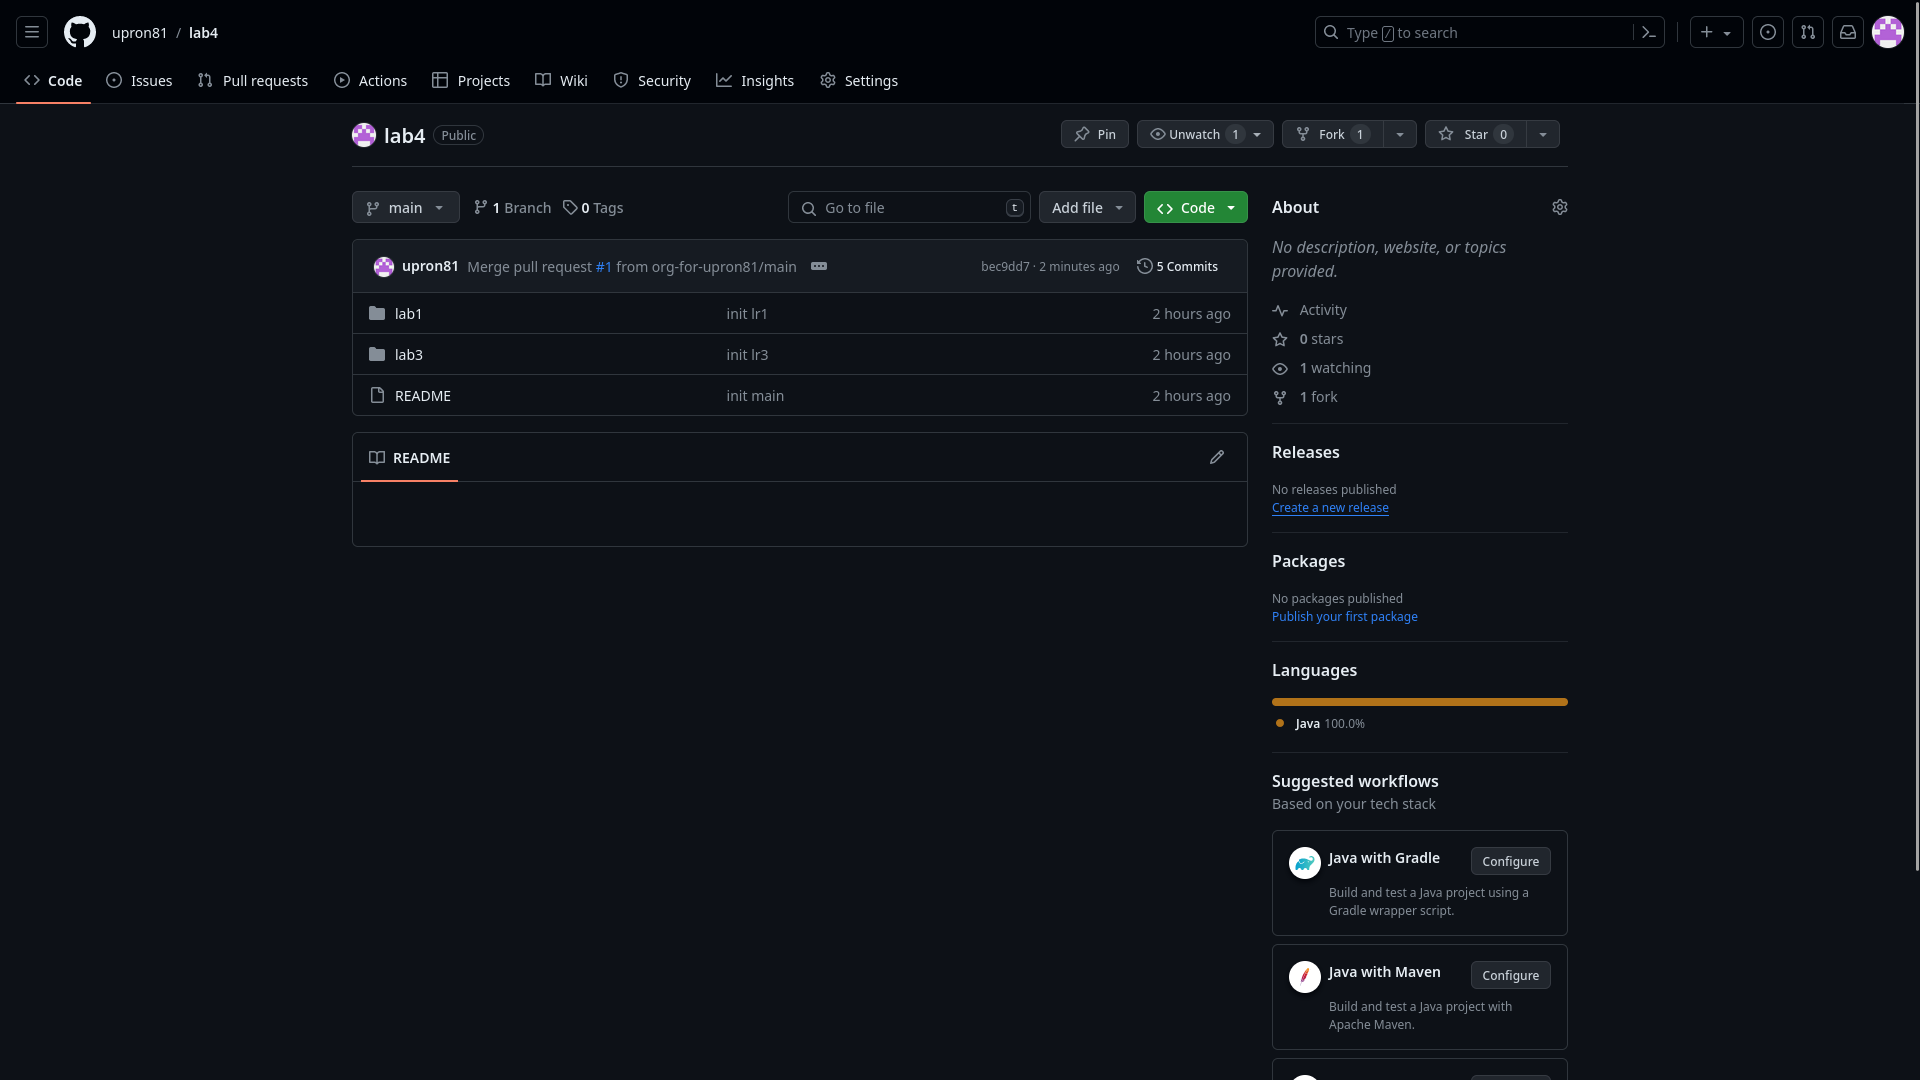 upron81 / lab4
Type / to search
Code Issues Pull requests Actions Projects Wiki Security Insights Settings
lab4 Public
Pin Unwatch 1 Fork 1 Star 0
main 1 Branch 0 Tags Go to file t Add file Code
upron81 Merge pull request #1 from org-for-upron81/main bec9dd7 · 2 minutes ago 5 Commits
lab1 init lr1 2 hours ago
lab3 init lr3 2 hours ago
README init main 2 hours ago
README
About
No description, website, or topics
provided.
Activity
0 stars
1 watching
1 fork
Releases
No releases published
Create a new release
Packages
No packages published
Publish your first package
Languages
Java 100.0%
Suggested workflows
Based on your tech stack
Java with Gradle Configure
Build and test a Java project using a
Gradle wrapper script.
Java with Maven Configure
Build and test a Java project with
Apache Maven.